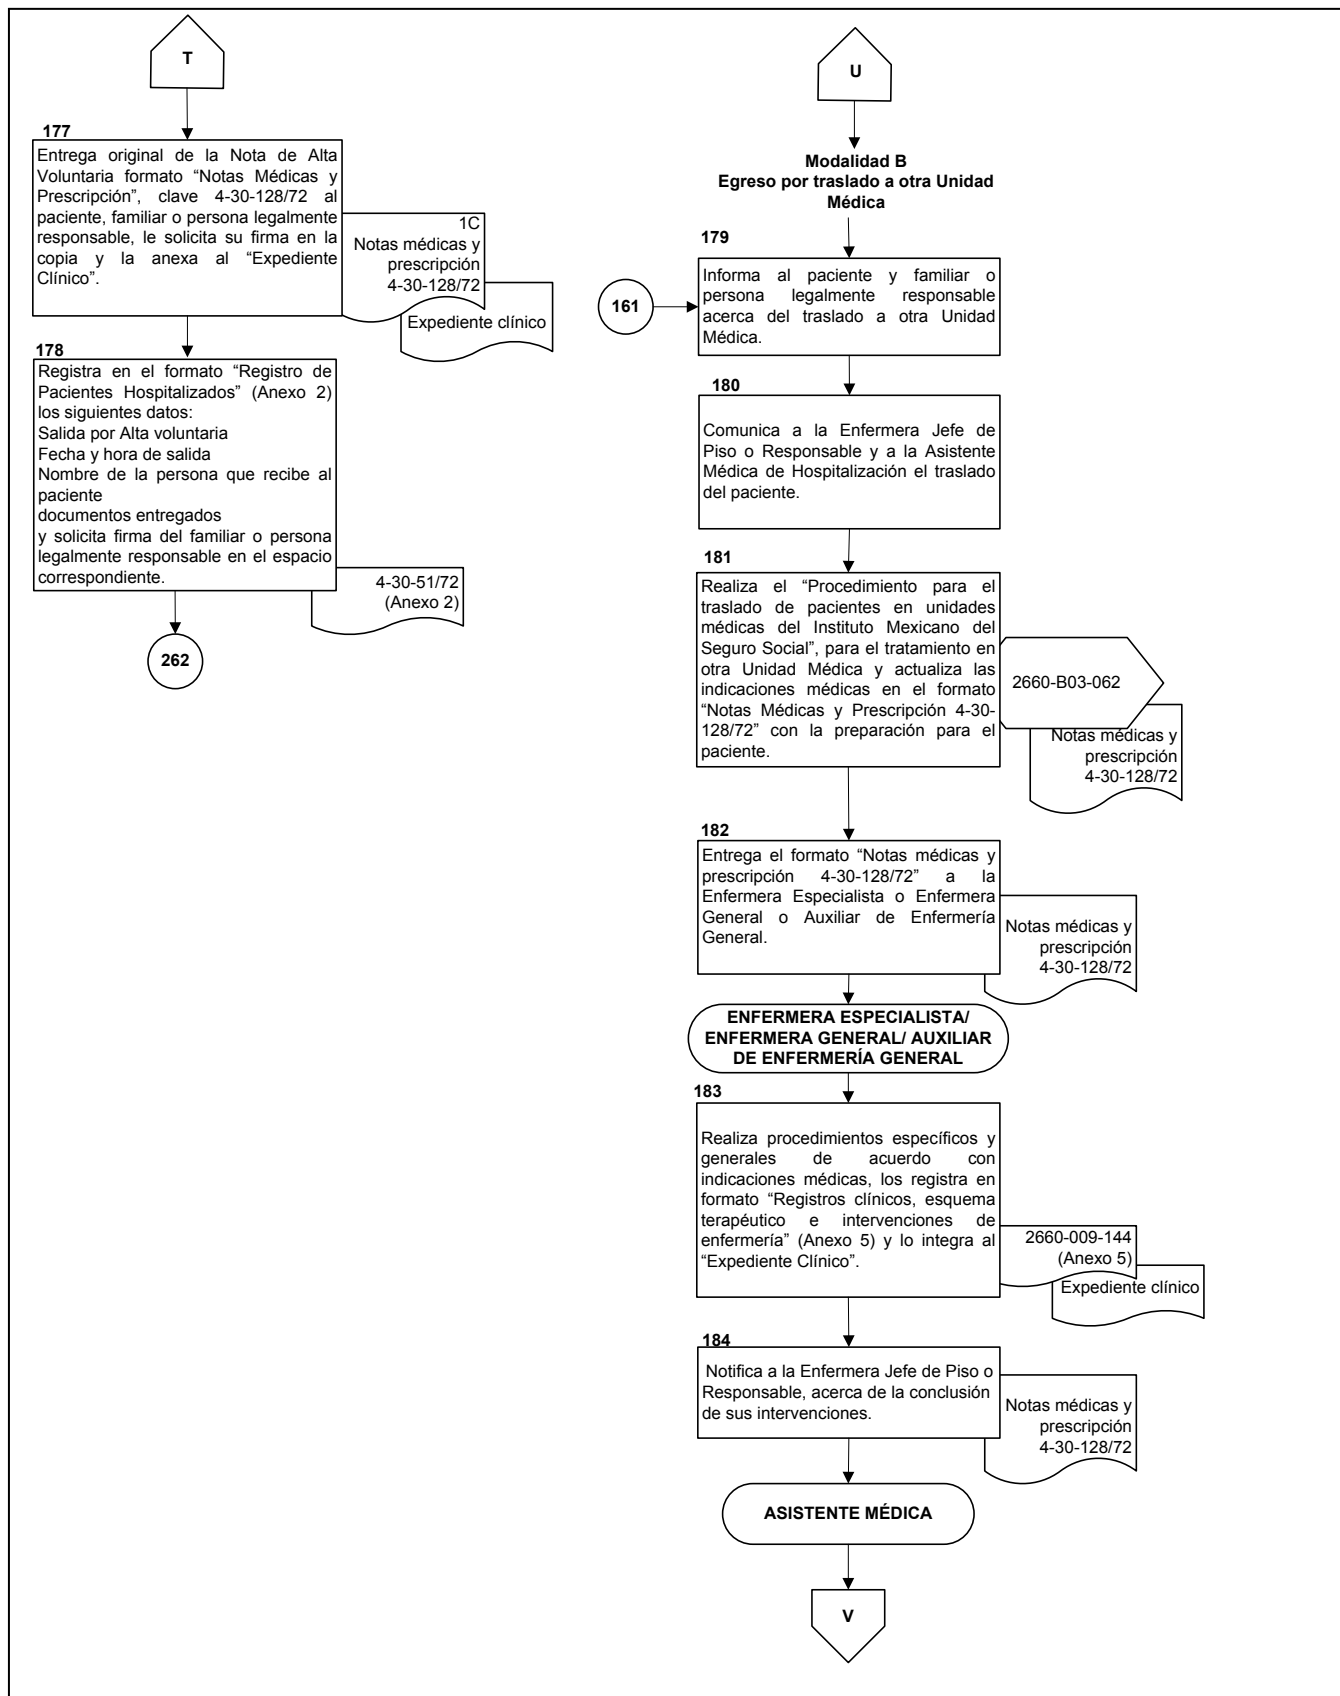 T
177
Entrega original de la Nota de Alta
Voluntaria formato “Notas Médicas y
Prescripción”, clave 4-30-128/72 al
paciente, familiar o persona legalmente
responsable, le solicita su firma en la
copia y la anexa al “Expediente
Clínico”.
1C
Notas médicas y
prescripción
4-30-128/72
Expediente clínico
178
Registra en el formato “Registro de
Pacientes Hospitalizados” (Anexo 2)
los siguientes datos:
Salida por Alta voluntaria
Fecha y hora de salida
Nombre de la persona que recibe al
paciente
documentos entregados
y solicita firma del familiar o persona
legalmente responsable en el espacio
correspondiente.
4-30-51/72
(Anexo 2)
262
U
Modalidad B
Egreso por traslado a otra Unidad
Médica
179
161
Informa al paciente y familiar o
persona legalmente responsable
acerca del traslado a otra Unidad
Médica.
180
Comunica a la Enfermera Jefe de
Piso o Responsable y a la Asistente
Médica de Hospitalización el traslado
del paciente.
181
Realiza el “Procedimiento para el
traslado de pacientes en unidades
médicas del Instituto Mexicano del
Seguro Social”, para el tratamiento en
otra Unidad Médica y actualiza las
indicaciones médicas en el formato
“Notas Médicas y Prescripción 4-30-
128/72” con la preparación para el
paciente.
2660-B03-062
Notas médicas y
prescripción
4-30-128/72
182
Entrega el formato “Notas médicas y
prescripción 4-30-128/72” a la
Enfermera Especialista o Enfermera
General o Auxiliar de Enfermería
General.
Notas médicas y
prescripción
4-30-128/72
ENFERMERA ESPECIALISTA/
ENFERMERA GENERAL/ AUXILIAR
DE ENFERMERÍA GENERAL
183
Realiza procedimientos específicos y
generales de acuerdo con
indicaciones médicas, los registra en
formato “Registros clínicos, esquema
terapéutico e intervenciones de
enfermería” (Anexo 5) y lo integra al
“Expediente Clínico”.
2660-009-144
(Anexo 5)
Expediente clínico
184
Notifica a la Enfermera Jefe de Piso o
Responsable, acerca de la conclusión
de sus intervenciones.
Notas médicas y
prescripción
4-30-128/72
ASISTENTE MÉDICA
V